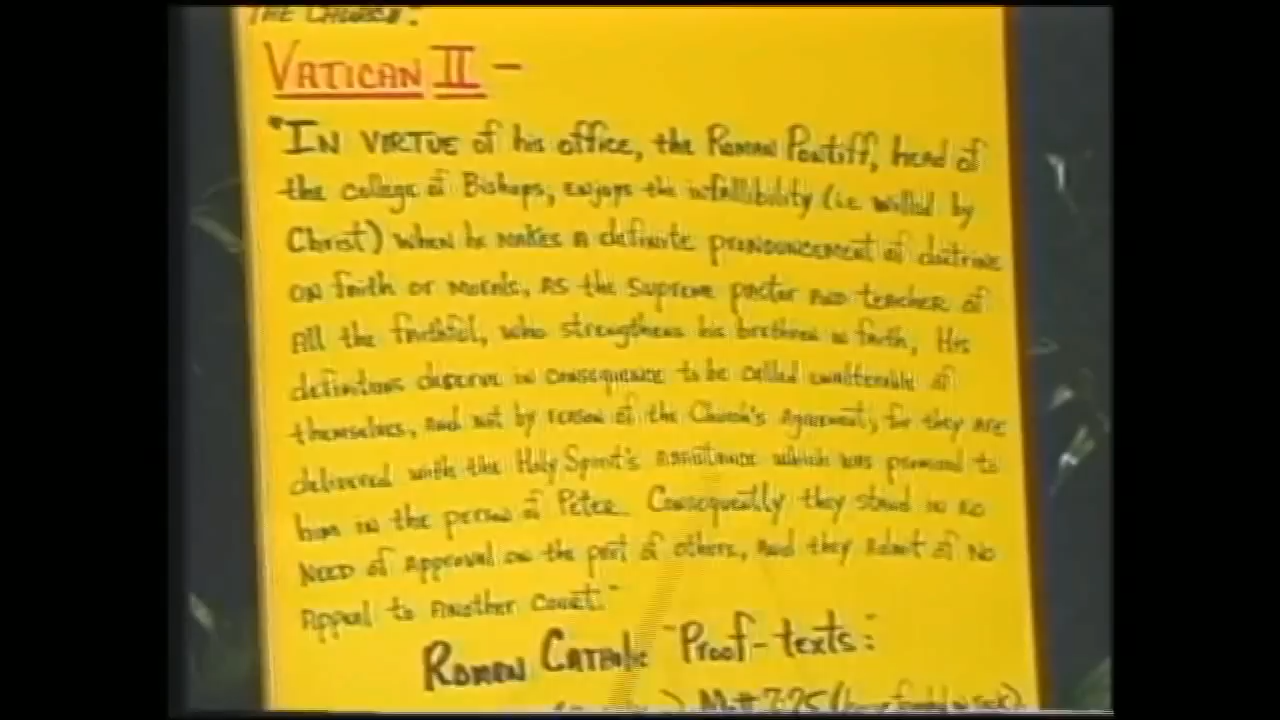 THE CHURCH".
VATICAN II –
"IN VIRTUE of his office, the ROMAN PONTIFF, head of
the college of Bishops, enjoys the infallibility (i.e. willed by
Christ) when he makes a definite pronouncement of doctrine
on faith or morals, as the supreme pastor and teacher of
All the faithful, who strengthens his brethren in faith, His
definitions deserve in consequence to be called unalterable of
themselves, and not by reason of the Church's Agreement, for they are
delivered with the Holy Spirit's assistance which was promised to
him in the person of Peter. Consequently they stand in no
NEED of approval on the part of others, and they admit of no
Appeal to another Court."
ROMAN CATHOLIC "Proof-texts:"
Matt 7:25